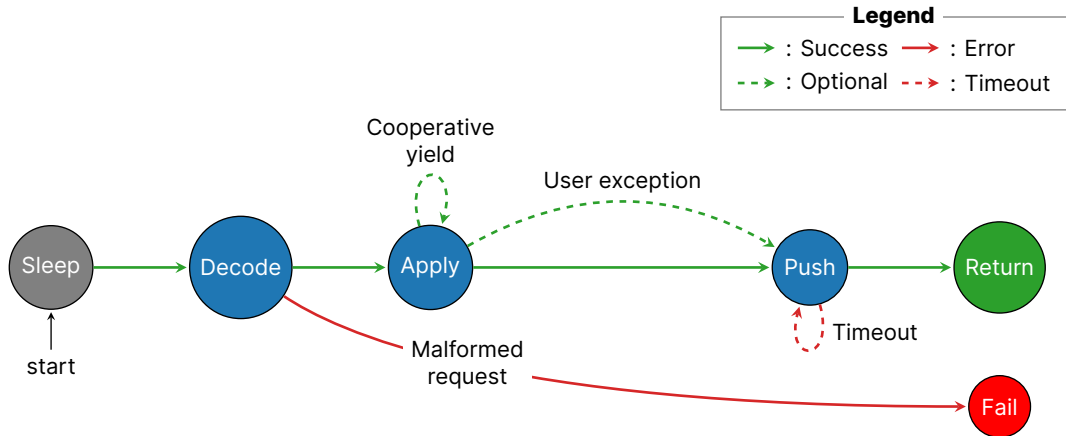 Legend
: Success
: Error
: Optional
: Timeout
Cooperative
yield
User exception
Sleep
Decode
Apply
Push
Return
Timeout
start
Malformed
request
Fail